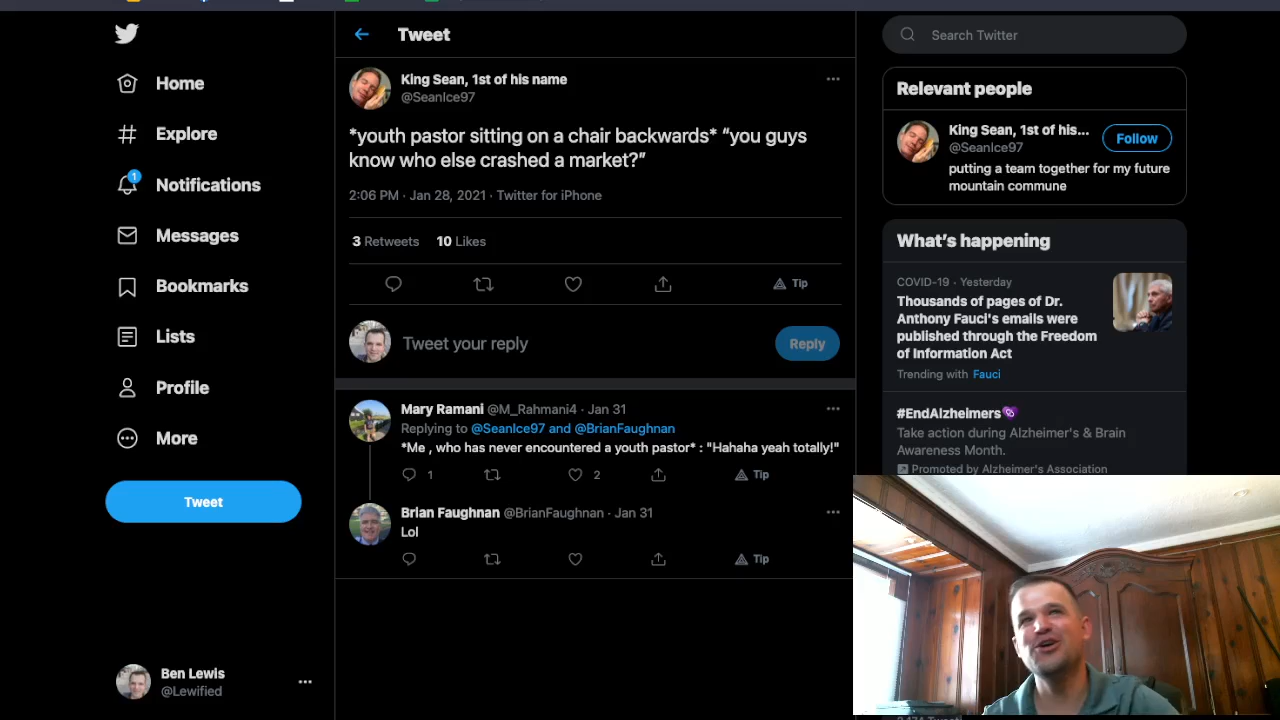 Home
Explore
1
Notifications
Messages
Bookmarks
Lists
Profile
More
Tweet
Ben Lewis
@Lewified
Tweet
King Sean, 1st of his name
@SeanIce97
*youth pastor sitting on a chair backwards* “you guys
know who else crashed a market?”
2:06 PM · Jan 28, 2021 · Twitter for iPhone
3 Retweets 10 Likes
Tip
Tweet your reply
Reply
Mary Ramani @M_Rahmani4 · Jan 31
Replying to @SeanIce97 and @BrianFaughnan
*Me , who has never encountered a youth pastor* : "Hahaha yeah totally!"
1 2 Tip
Brian Faughnan @BrianFaughnan · Jan 31
Lol
Tip
Search Twitter
Relevant people
King Sean, 1st of his...
@SeanIce97
Follow
putting a team together for my future
mountain commune
What’s happening
COVID-19 · Yesterday
Thousands of pages of Dr.
Anthony Fauci's emails were
published through the Freedom
of Information Act
Trending with Fauci
#EndAlzheimers
Take action during Alzheimer's & Brain
Awareness Month.
Promoted by Alzheimer's Association